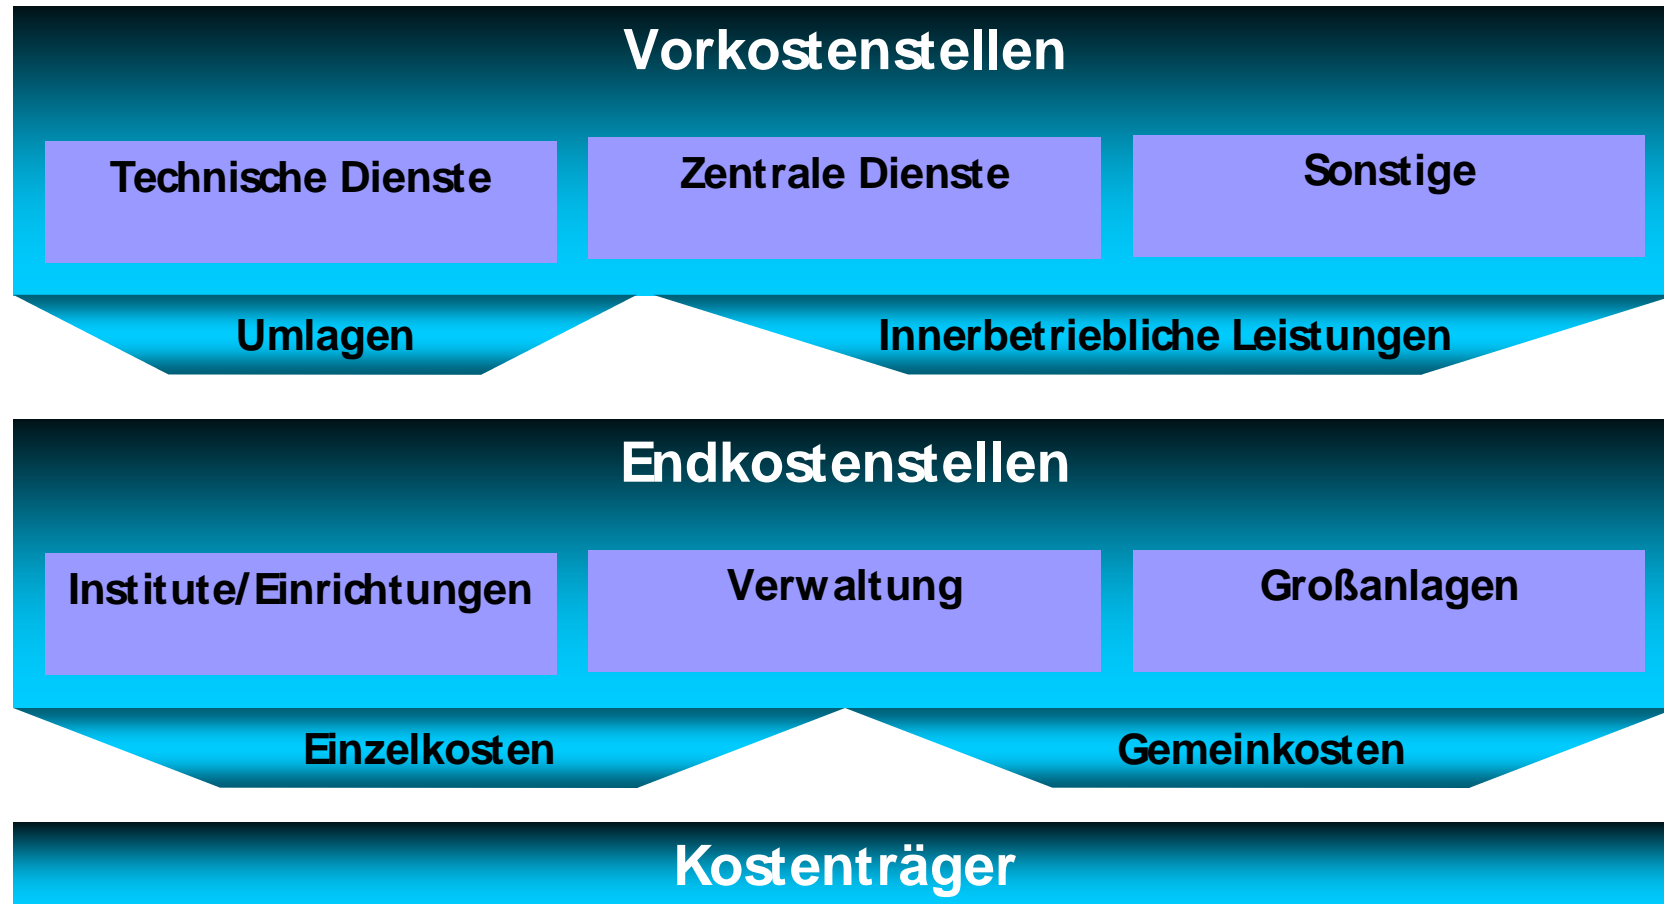 Vorkostenstellen
Technische Dienste
Zentrale Dienste
Sonstige
Umlagen
Innerbetriebliche Leistungen
Endkostenstellen
Institute/Einrichtungen
Verwaltung
Großanlagen
Einzelkosten
Gemeinkosten
Kostenträger